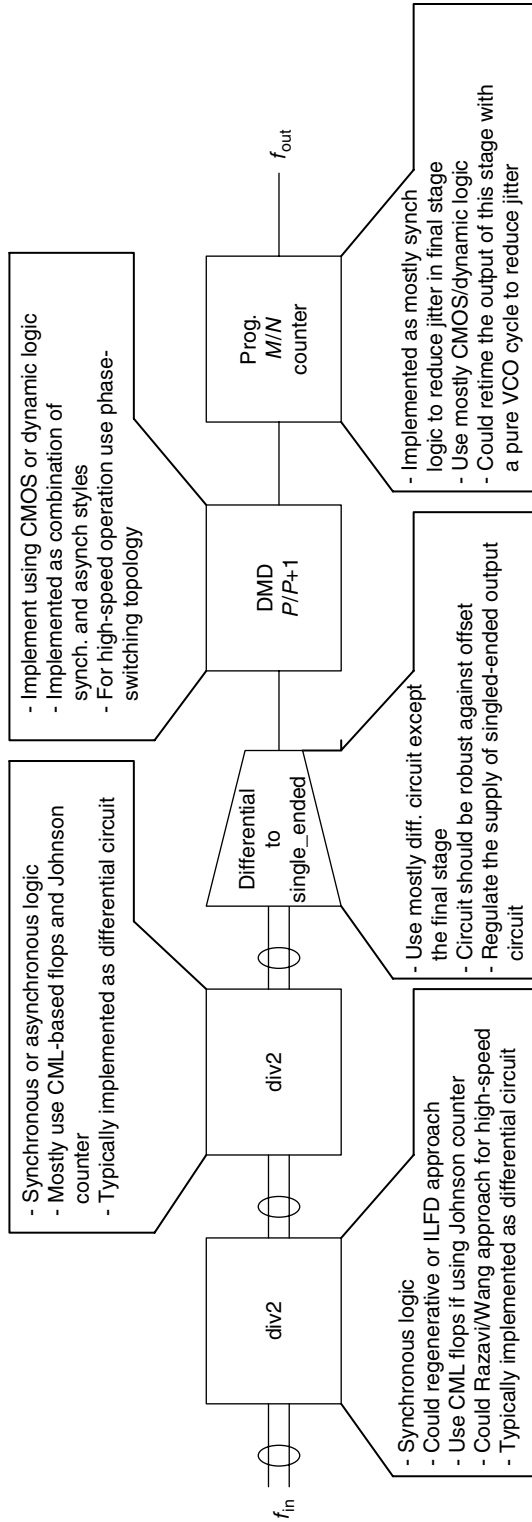 - Synchronous or asynchronous logic
- Mostly use CML-based flops and Johnson
counter
- Typically implemented as differential circuit
- Implement using CMOS or dynamic logic
- Implemented as combination of
synch. and asynch styles
- For high-speed operation use phase-
switching topology
f_in
div2
div2
Differential
to
single_ended
DMD
P/P+1
Prog.
M/N
counter
f_out
- Synchronous logic
- Could regenerative or ILFD approach
- Use CML flops if using Johnson counter
- Could Razavi/Wang approach for high-speed
- Typically implemented as differential circuit
- Use mostly diff. circuit except
the final stage
- Circuit should be robust against offset
- Regulate the supply of singled-ended output
circuit
- Implemented as mostly synch
logic to reduce jitter in final stage
- Use mostly CMOS/dynamic logic
- Could retime the output of this stage with
a pure VCO cycle to reduce jitter